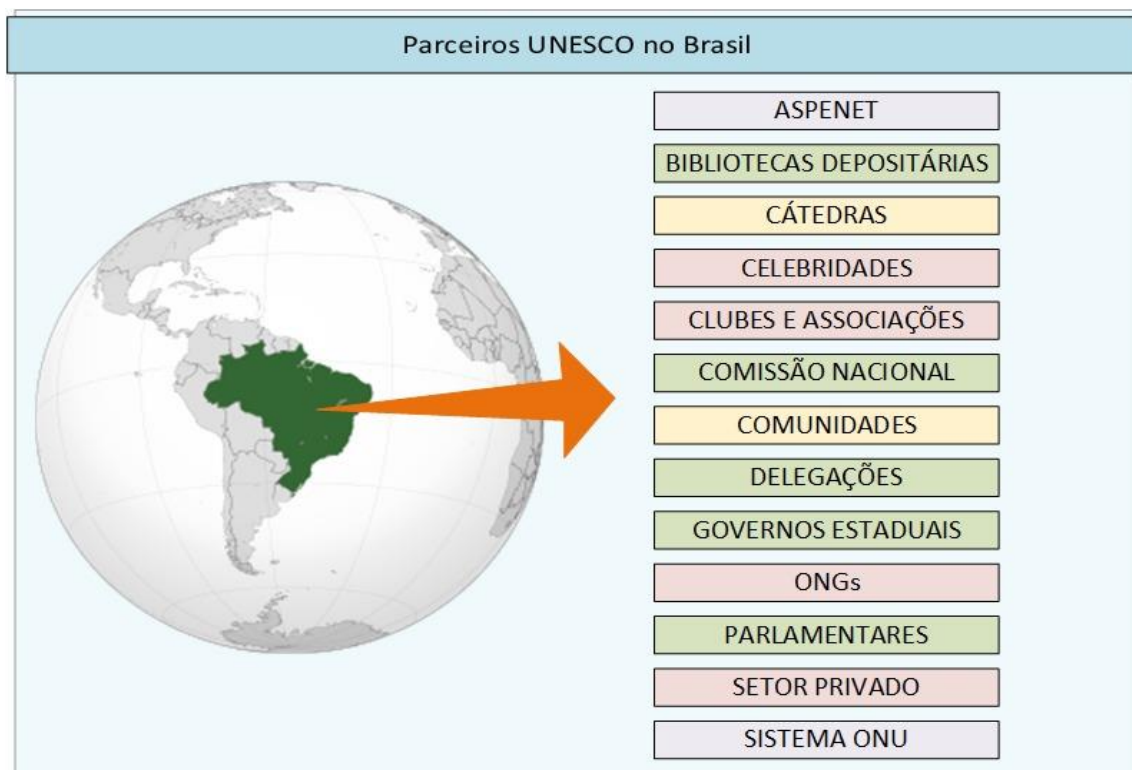 Parceiros UNESCO no Brasil
ASPENET
BIBLIOTECAS DEPOSITÁRIAS
CÁTEDRAS
CELEBRIDADES
CLUBES E ASSOCIAÇÕES
COMISSÃO NACIONAL
COMUNIDADES
DELEGAÇÕES
GOVERNOS ESTADUAIS
ONGs
PARLAMENTARES
SETOR PRIVADO
SISTEMA ONU